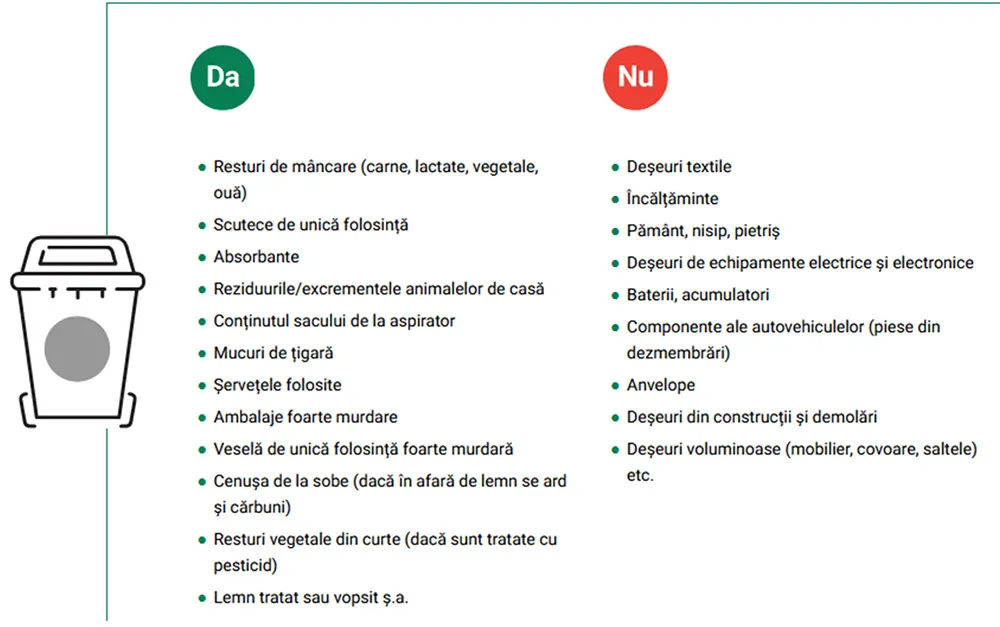 Da
Resturi de mâncare (carne, lactate, vegetale,
ouă)
Scutece de unică folosință
Absorbante
Reziduurile/excrementele animalelor de casă
Conținutul sacului de la aspirator
Mucuri de țigară
Șervețele folosite
Ambalaje foarte murdare
Veselă de unică folosință foarte murdară
Cenușa de la sobe (dacă în afară de lemn se ard
și cărbuni)
Resturi vegetale din curte (dacă sunt tratate cu
pesticid)
Lemn tratat sau vopsit ș.a.
Nu
Deșeuri textile
Încălțăminte
Pământ, nisip, pietriș
Deșeuri de echipamente electrice și electronice
Baterii, acumulatori
Componente ale autovehiculelor (piese din
dezmembrări)
Anvelope
Deșeuri din construcții și demolări
Deșeuri voluminoase (mobilier, covoare, saltele)
etc.